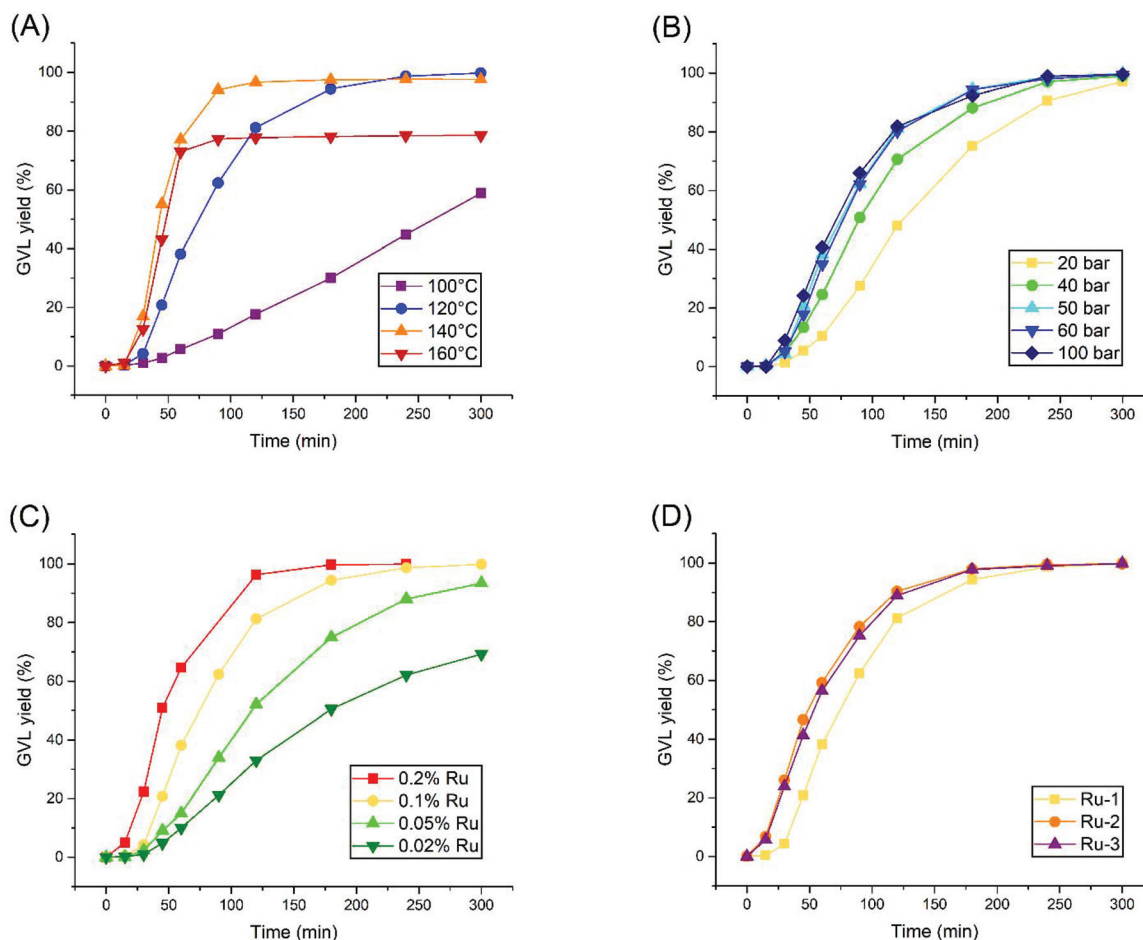 (A)
GVL yield (%)
100
80
60
40
20
0
0 50 100 150 200 250 300
Time (min)
100°C
120°C
140°C
160°C
(B)
GVL yield (%)
100
80
60
40
20
0
0 50 100 150 200 250 300
Time (min)
20 bar
40 bar
50 bar
60 bar
100 bar
(C)
GVL yield (%)
100
80
60
40
20
0
0 50 100 150 200 250 300
Time (min)
0.2% Ru
0.1% Ru
0.05% Ru
0.02% Ru
(D)
GVL yield (%)
100
80
60
40
20
0
0 50 100 150 200 250 300
Time (min)
Ru-1
Ru-2
Ru-3